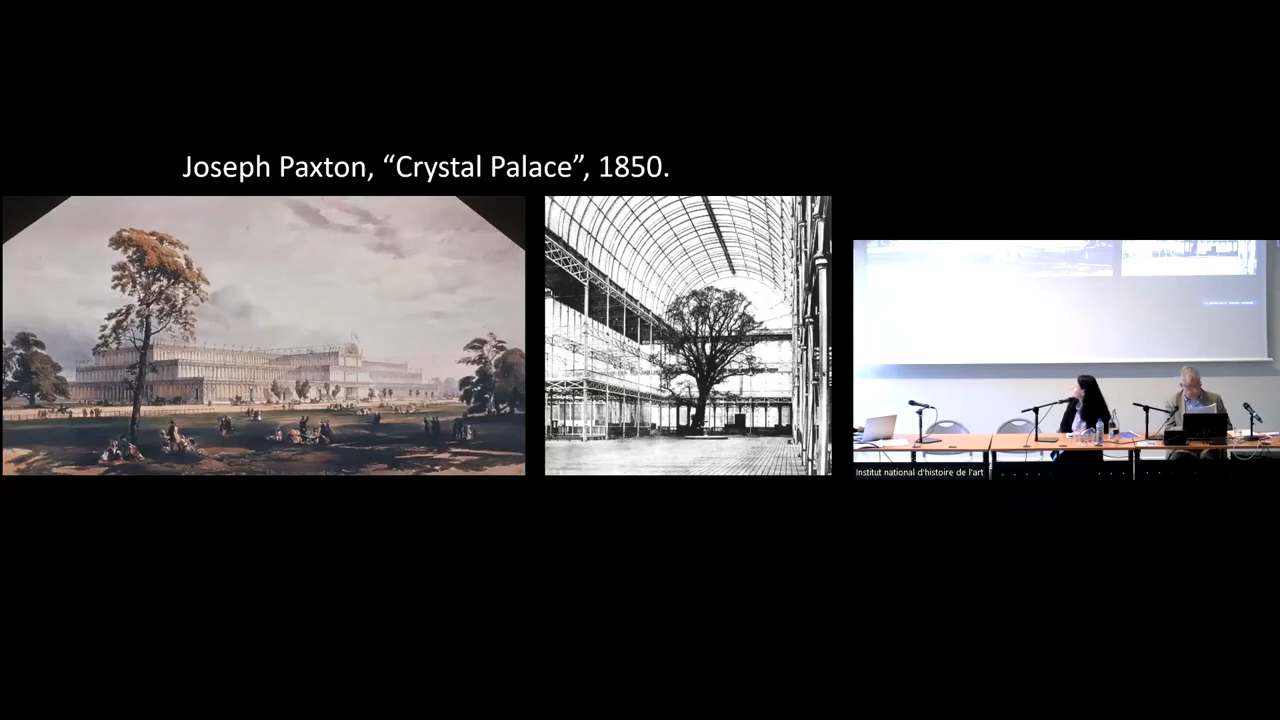 Joseph Paxton, “Crystal Palace”, 1850.
Institut national d'histoire de l'art